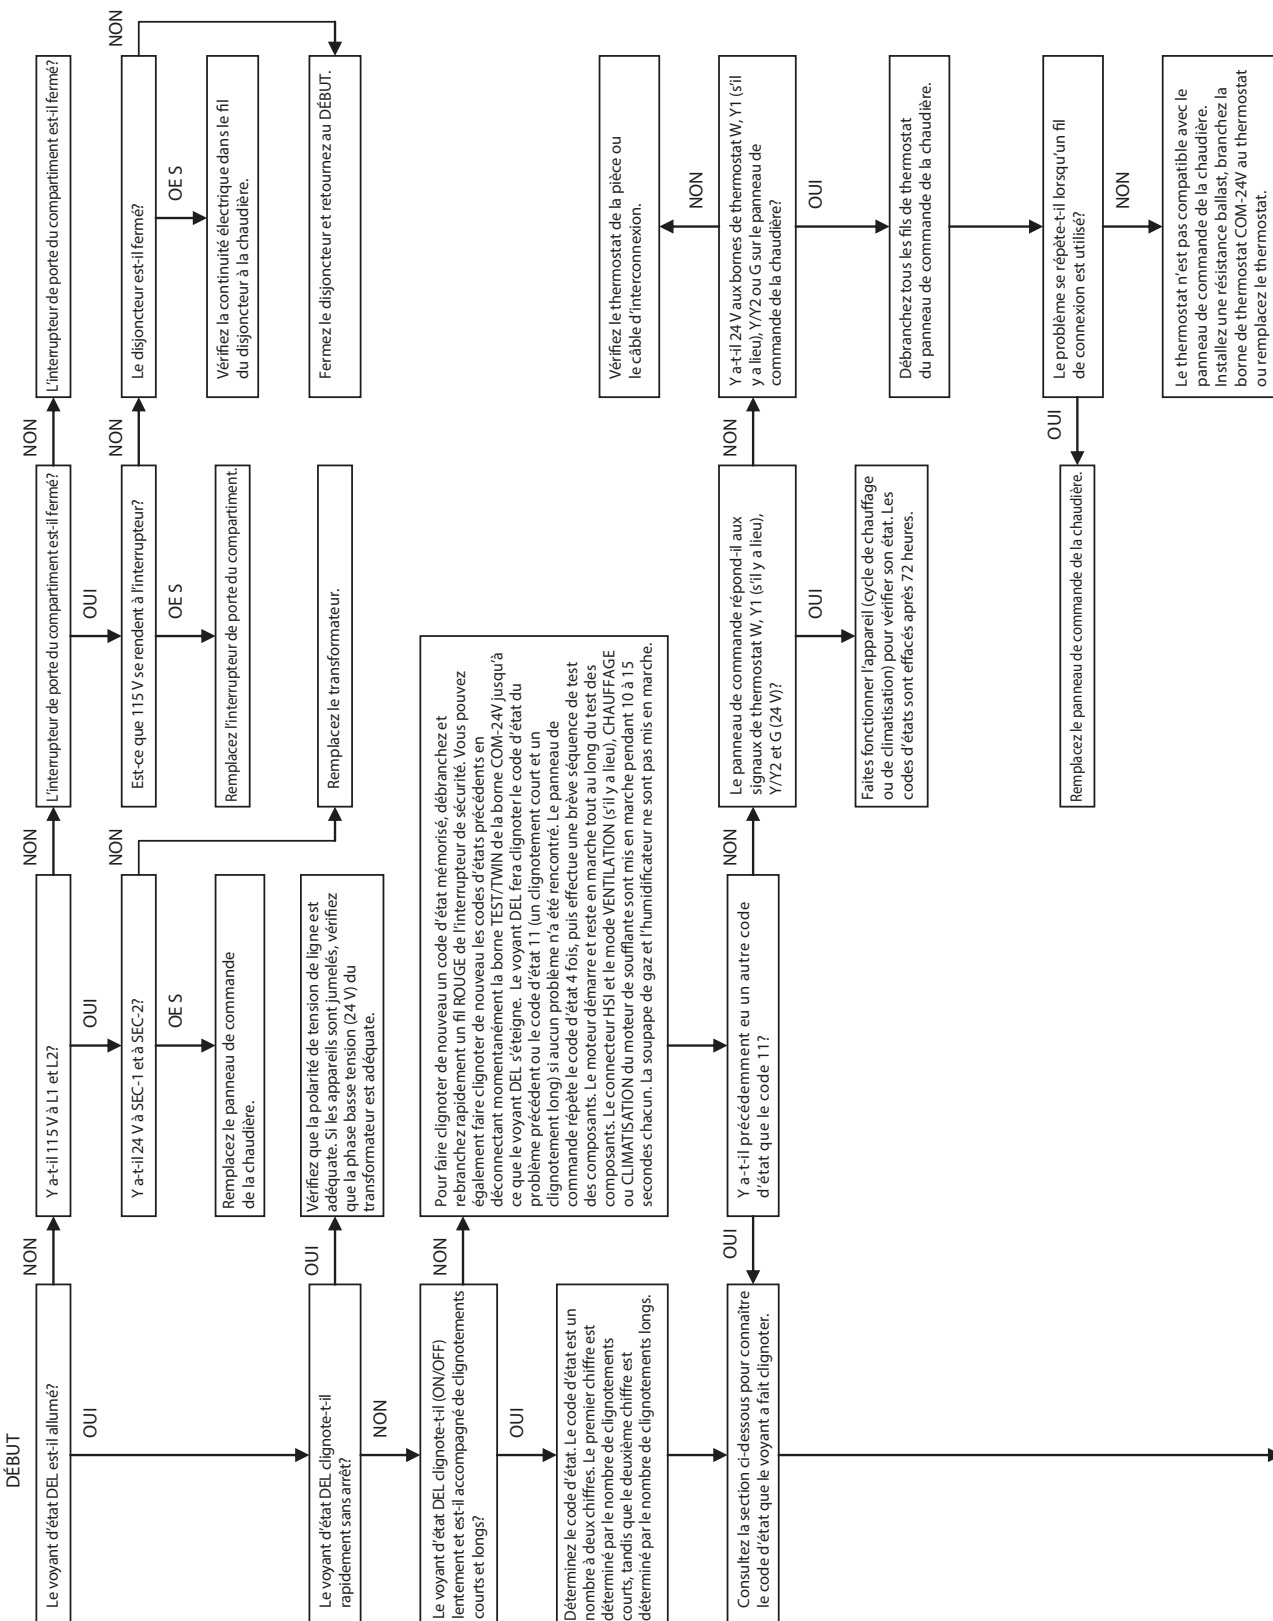 DÉBUT
Le voyant d'état DEL est-il allumé?
NON
Y a-t-il 115 V à L1 et L2?
NON
L'interrupteur de porte du compartiment est-il fermé?
NON
L'interrupteur de porte du compartiment est-il fermé?
OUI
OUI
OUI
Y a-t-il 24 V à SEC-1 et à SEC-2?
NON
Est-ce que 115 V se rendent à l'interrupteur?
NON
Le disjoncteur est-il fermé?
NON
OE S
OE S
OE S
Remplacez le panneau de commande
de la chaudière.
Remplacez l'interrupteur de porte du compartiment.
Vérifiez la continuité électrique dans le fil
du disjoncteur à la chaudière.
Le voyant d'état DEL clignote-t-il
rapidement sans arrêt?
OUI
Vérifiez que la polarité de tension de ligne est
adéquate. Si les appareils sont jumelés, vérifiez
que la phase basse tension (24 V) du
transformateur est adéquate.
Remplacez le transformateur.
Fermez le disjoncteur et retournez au DÉBUT.
NON
Le voyant d'état DEL clignote-t-il (ON/OFF)
lentement et est-il accompagné de clignotements
courts et longs?
NON
Pour faire clignoter de nouveau un code d'état mémorisé, débranchez et
rebranchez rapidement un fil ROUGE de l'interrupteur de sécurité. Vous pouvez
également faire clignoter de nouveau les codes d'états précédents en
déconnectant momentanément la borne TEST/TWIN de la borne COM-24V jusqu'à
ce que le voyant DEL s'éteigne. Le voyant DEL fera clignoter le code d'état du
problème précédent ou le code d'état 11 (un clignotement court et un
clignotement long) si aucun problème n'a été rencontré. Le panneau de
commande répète le code d'état 4 fois, puis effectue une brève séquence de test
des composants. Le moteur démarre et reste en marche tout au long du test des
composants. Le connecteur HSI et le mode VENTILATION (s'il y a lieu), CHAUFFAGE
ou CLIMATISATION du moteur de soufflante sont mis en marche pendant 10 à 15
secondes chacun. La soupape de gaz et l'humidificateur ne sont pas mis en marche.
OUI
Déterminez le code d'état. Le code d'état est un
nombre à deux chiffres. Le premier chiffre est
déterminé par le nombre de clignotements
courts, tandis que le deuxième chiffre est
déterminé par le nombre de clignotements longs.
Vérifiez le thermostat de la pièce ou
le câble d'interconnexion.
NON
Consultez la section ci-dessous pour connaître
le code d'état que le voyant a fait clignoter.
OUI
Y a-t-il précédemment eu un autre code
d'état que le code 11?
NON
Le panneau de commande répond-il aux
signaux de thermostat W, Y1 (s'il y a lieu),
Y/Y2 et G (24 V)?
NON
Y a-t-il 24 V aux bornes de thermostat W, Y1 (s'il
y a lieu), Y/Y2 ou G sur le panneau de
commande de la chaudière?
OUI
OUI
Faites fonctionner l'appareil (cycle de chauffage
ou de climatisation) pour vérifier son état. Les
codes d'états sont effacés après 72 heures.
Débranchez tous les fils de thermostat
du panneau de commande de la chaudière.
Remplacez le panneau de commande de la chaudière.
OUI
Le problème se répète-t-il lorsqu'un fil
de connexion est utilisé?
NON
Le thermostat n'est pas compatible avec le
panneau de commande de la chaudière.
Installez une résistance ballast, branchez la
borne de thermostat COM-24V au thermostat
ou remplacez le thermostat.